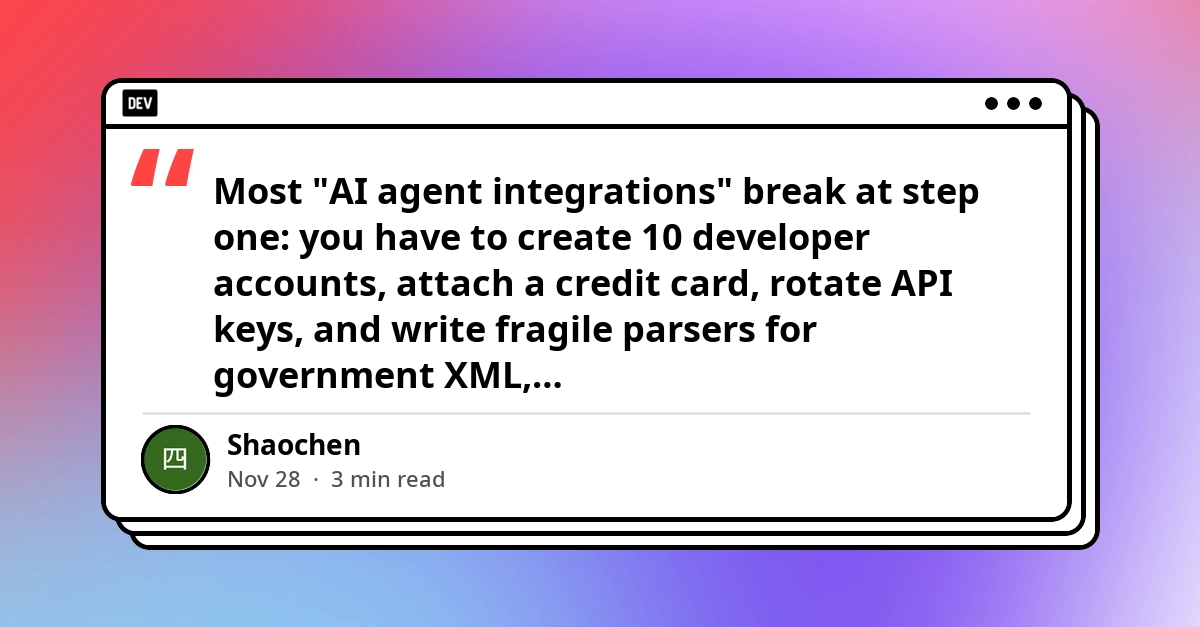 DEV
“
Most "AI agent integrations" break at step
one: you have to create 10 developer
accounts, attach a credit card, rotate API
keys, and write fragile parsers for
government XML,...
四
Shaochen
Nov 28 · 3 min read